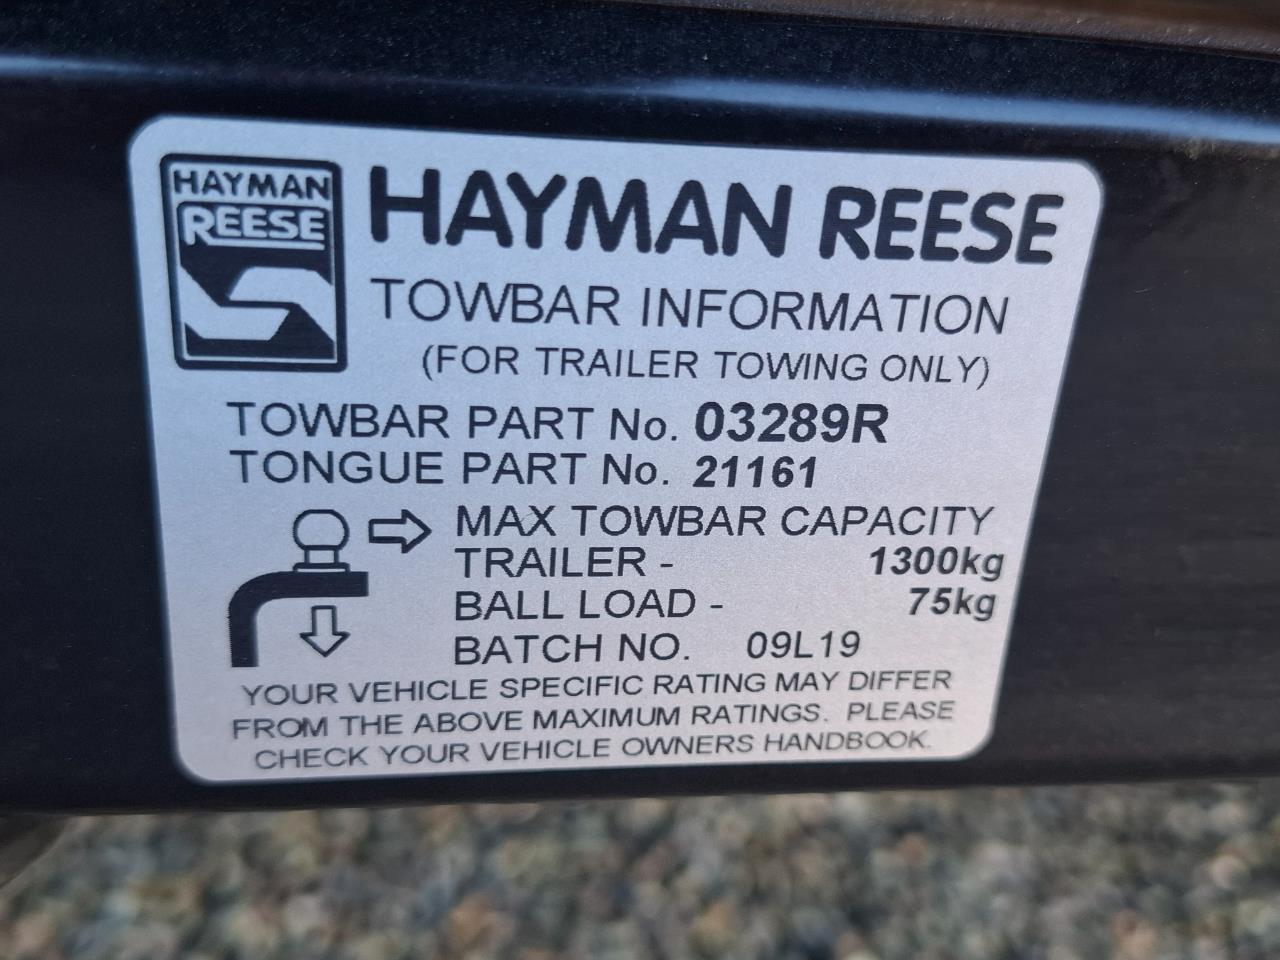 HAYMAN
REESE
HAYMAN REESE
TOWBAR INFORMATION
(FOR TRAILER TOWING ONLY)
TOWBAR PART No. 03289R
TONGUE PART No. 21161
MAX TOWBAR CAPACITY
TRAILER - 1300kg
BALL LOAD - 75kg
BATCH NO. 09L19
YOUR VEHICLE SPECIFIC RATING MAY DIFFER
FROM THE ABOVE MAXIMUM RATINGS. PLEASE
CHECK YOUR VEHICLE OWNERS HANDBOOK.